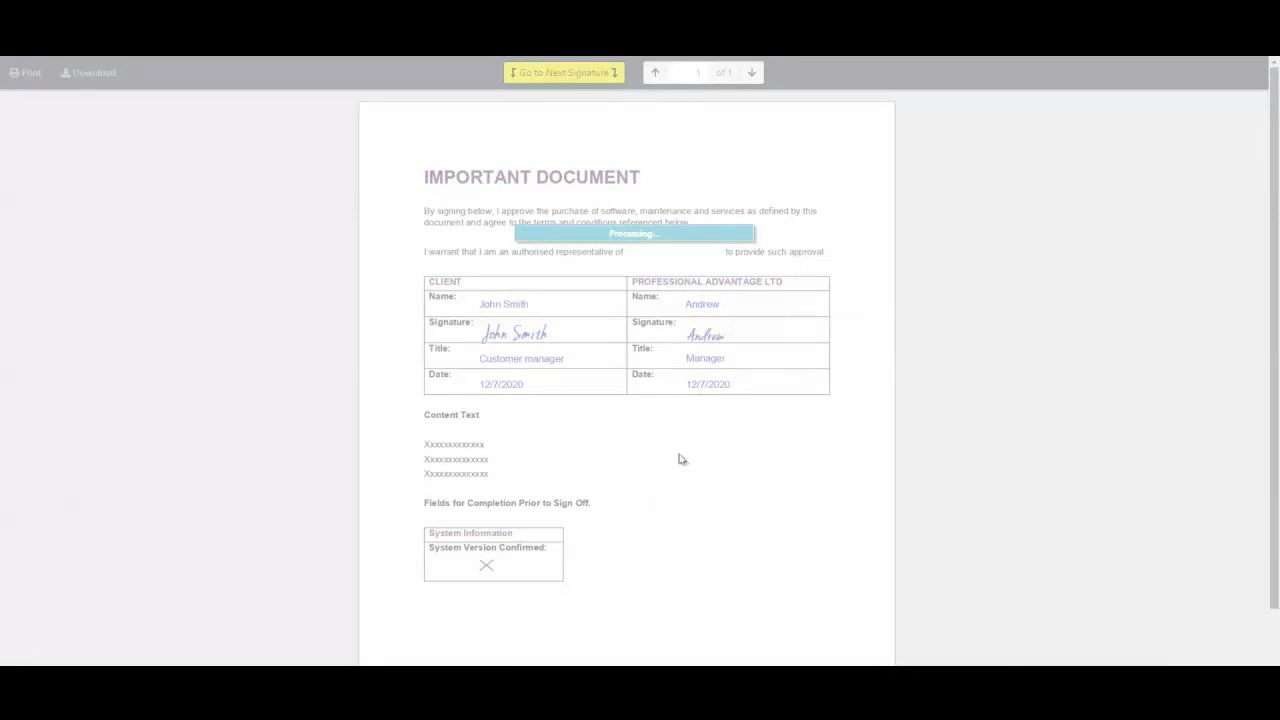 Print Download Go to Next Signature 1 of 1
IMPORTANT DOCUMENT
By signing below, I approve the purchase of software, maintenance and services as defined by this
document and agree to the terms and conditions referenced below.
Processing...
I warrant that I am an authorised representative of to provide such approval
CLIENT PROFESSIONAL ADVANTAGE LTD
Name: John Smith Name: Andrew
Signature: John Smith Signature: Andrew
Title: Customer manager Title: Manager
Date: 12/7/2020 Date: 12/7/2020
Content Text
Xxxxxxxxxxxxx
Xxxxxxxxxxxxxx
Xxxxxxxxxxxxxx
Fields for Completion Prior to Sign Off.
System Information
System Version Confirmed:
X